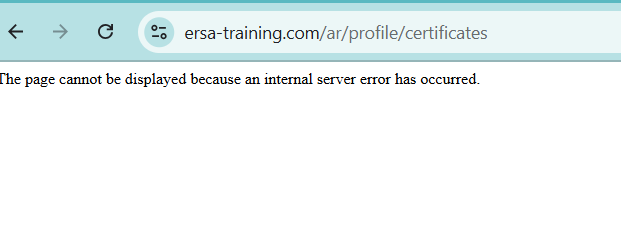 ersa-training.com/ar/profile/certificates
The page cannot be displayed because an internal server error has occurred.